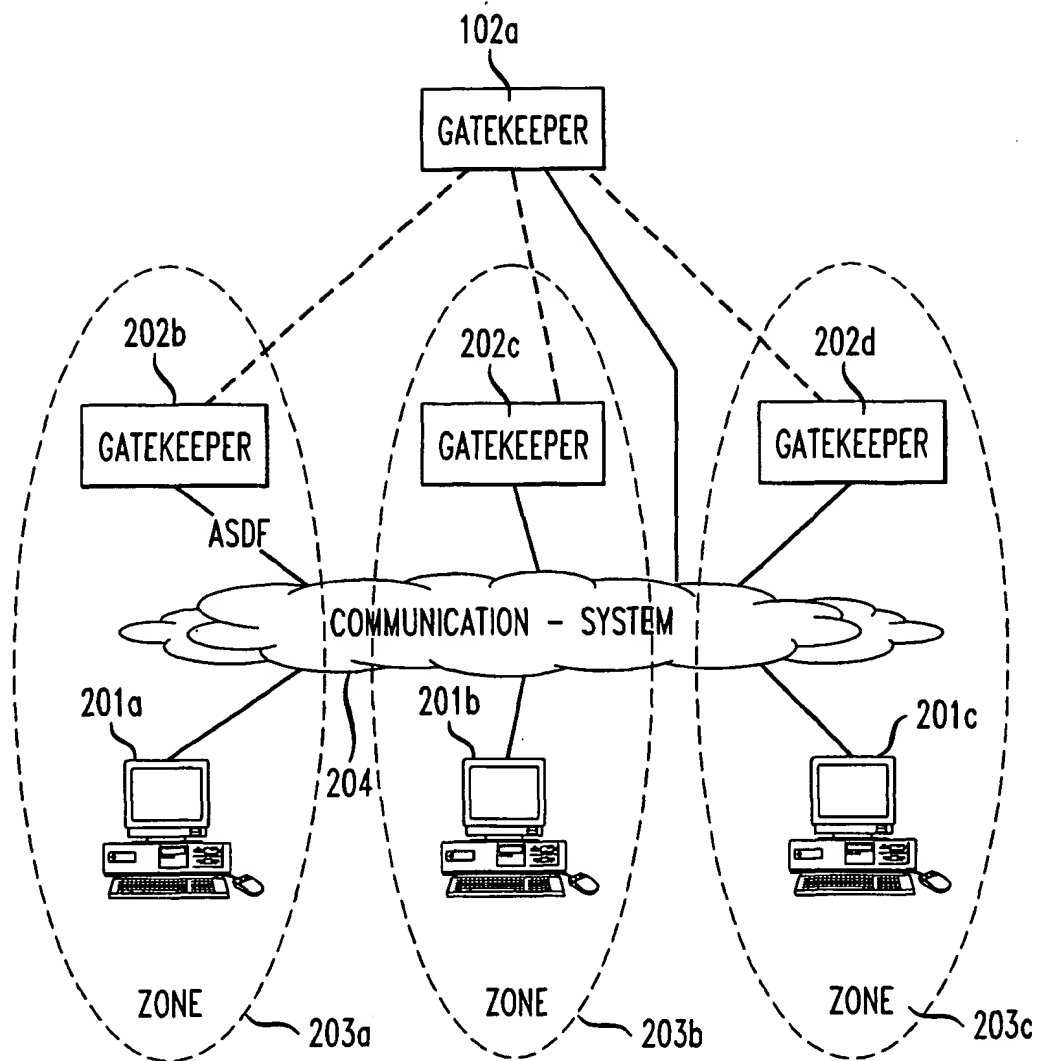 102a
GATEKEEPER
202b
202c
202d
GATEKEEPER
GATEKEEPER
GATEKEEPER
ASDF
COMMUNICATION - SYSTEM
201a
201b
201c
204
ZONE
ZONE
ZONE
203a
203b
203c